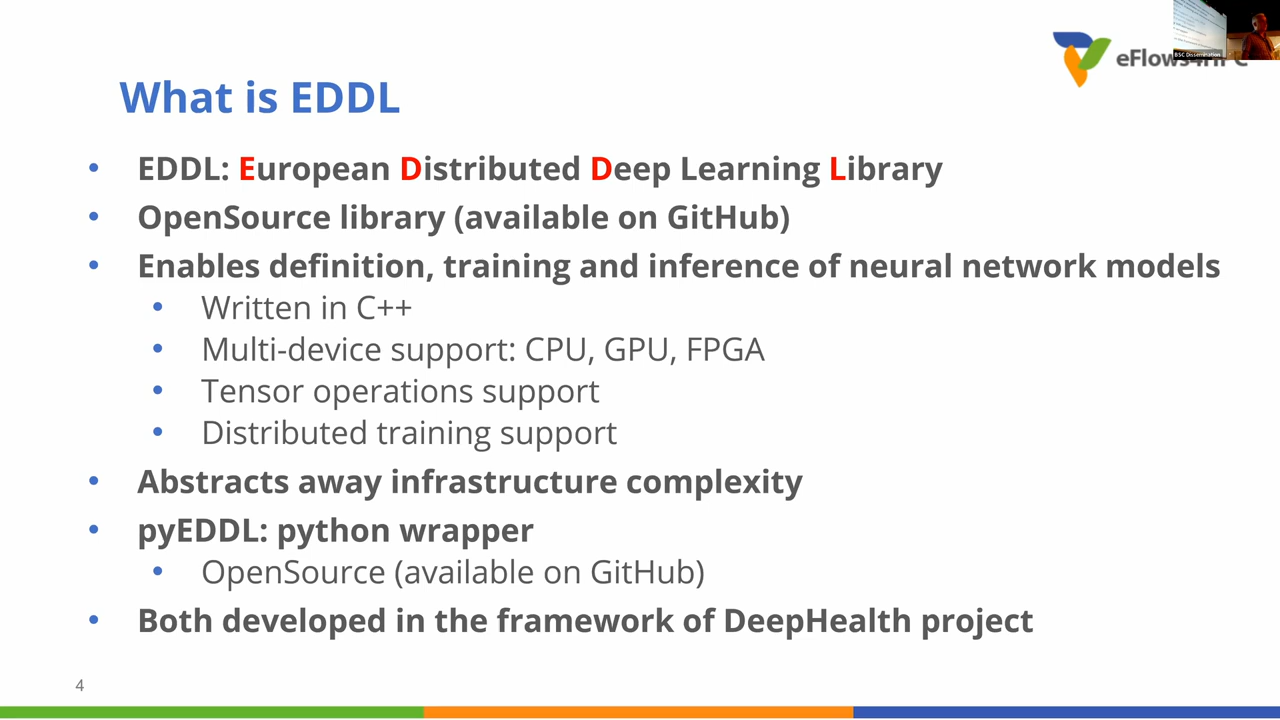 eFlows4HPC
BSC Dissemination
What is EDDL
• EDDL: European Distributed Deep Learning Library
• OpenSource library (available on GitHub)
• Enables definition, training and inference of neural network models
• Written in C++
• Multi-device support: CPU, GPU, FPGA
• Tensor operations support
• Distributed training support
• Abstracts away infrastructure complexity
• pyEDDL: python wrapper
• OpenSource (available on GitHub)
• Both developed in the framework of DeepHealth project
4